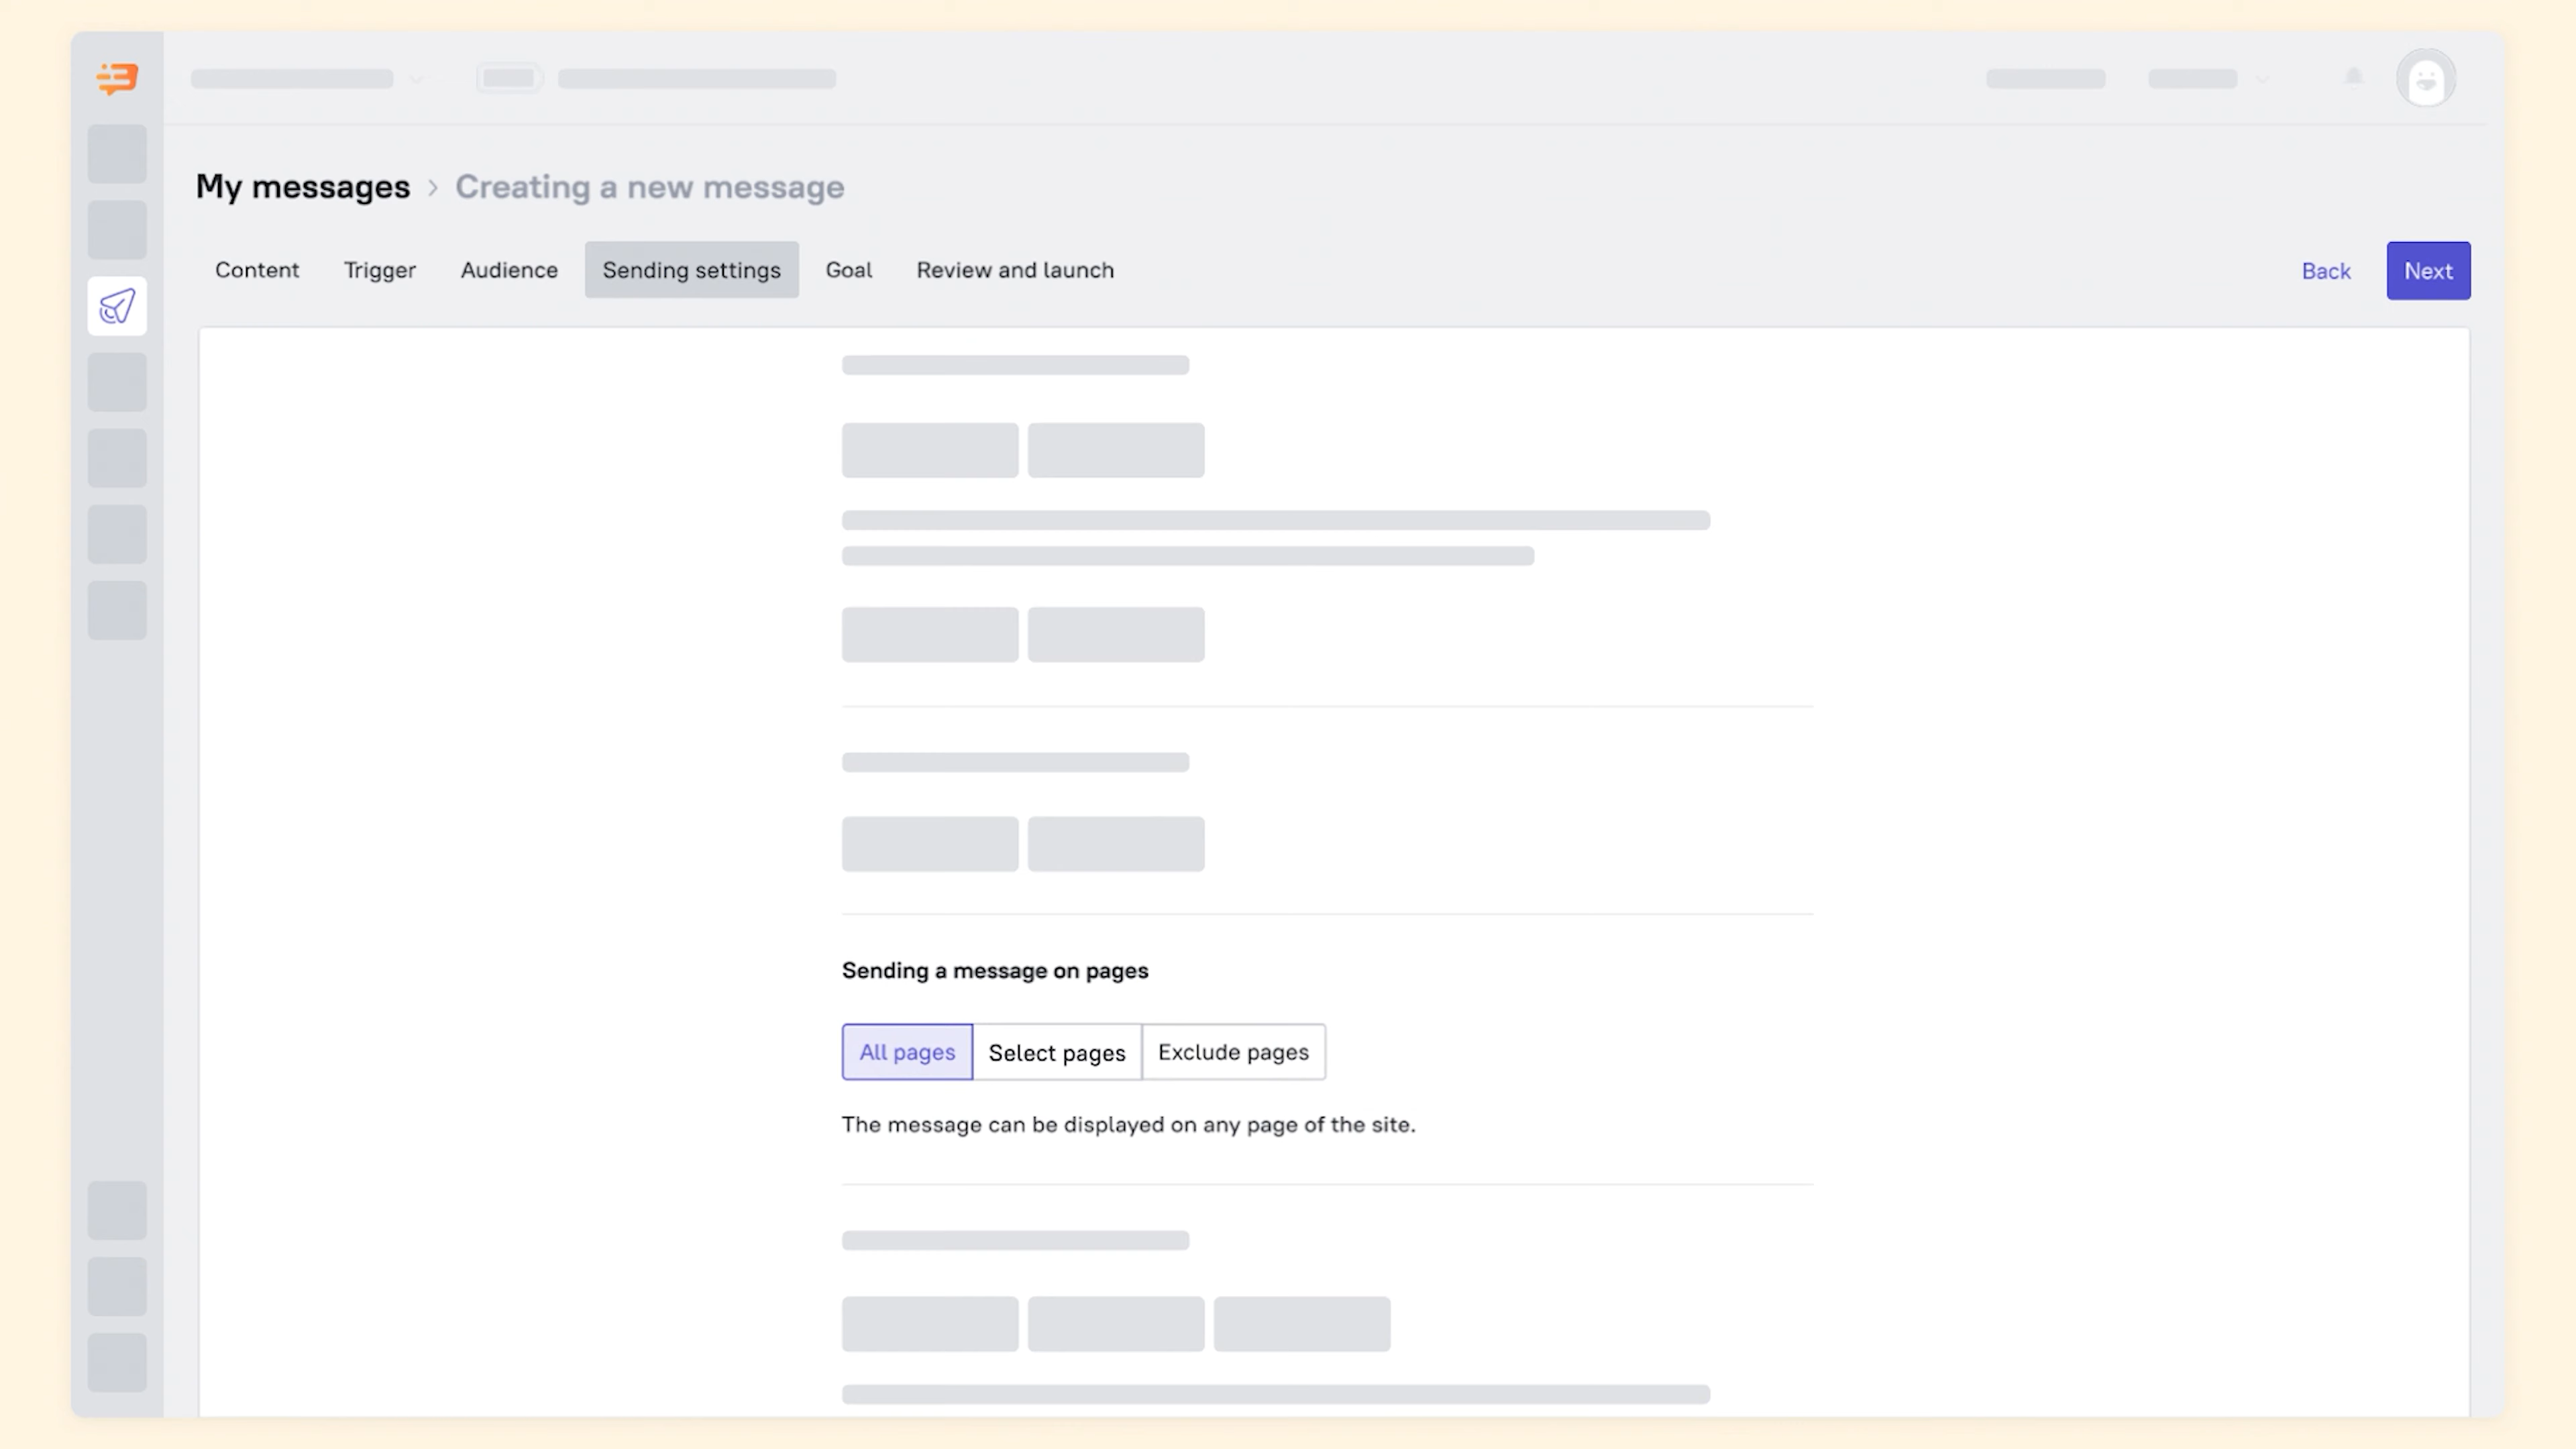 My messages > Creating a new message
Content Trigger Audience Sending settings Goal Review and launch Back Next
Sending a message on pages
All pages Select pages Exclude pages
The message can be displayed on any page of the site.